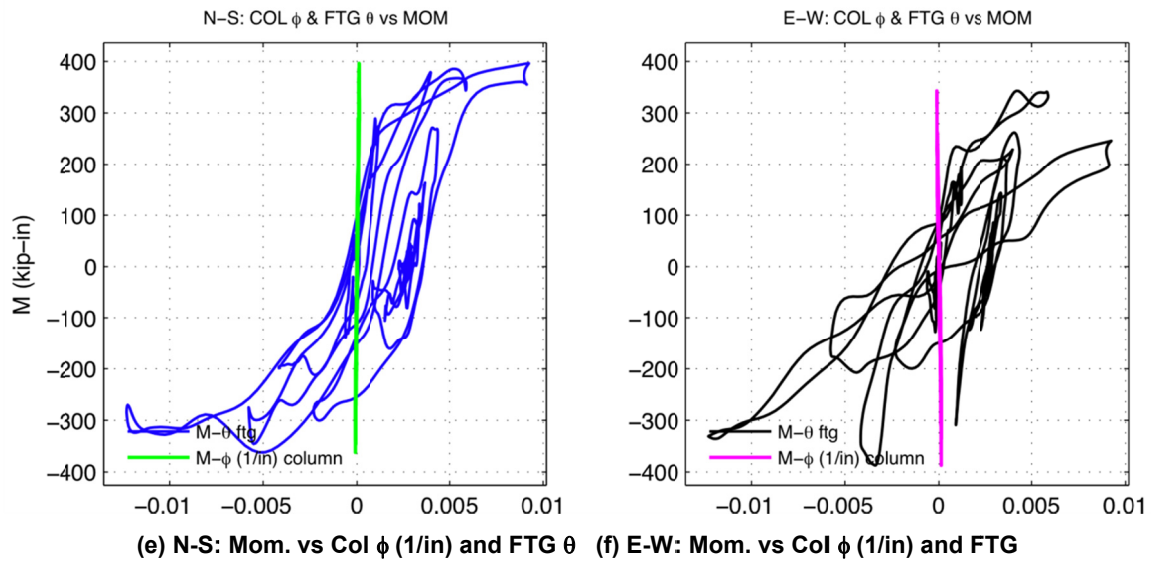 N−S: COL ϕ & FTG θ vs MOM
400
300
200
100
0
−100
−200
−300
−400
M (kip−in)
M−θ ftg
M−ϕ (1/in) column
−0.01 −0.005 0 0.005 0.01
E−W: COL ϕ & FTG θ vs MOM
400
300
200
100
0
−100
−200
−300
−400
M−θ ftg
M−ϕ (1/in) column
−0.01 −0.005 0 0.005 0.01
(e) N-S: Mom. vs Col ϕ (1/in) and FTG θ (f) E-W: Mom. vs Col ϕ (1/in) and FTG